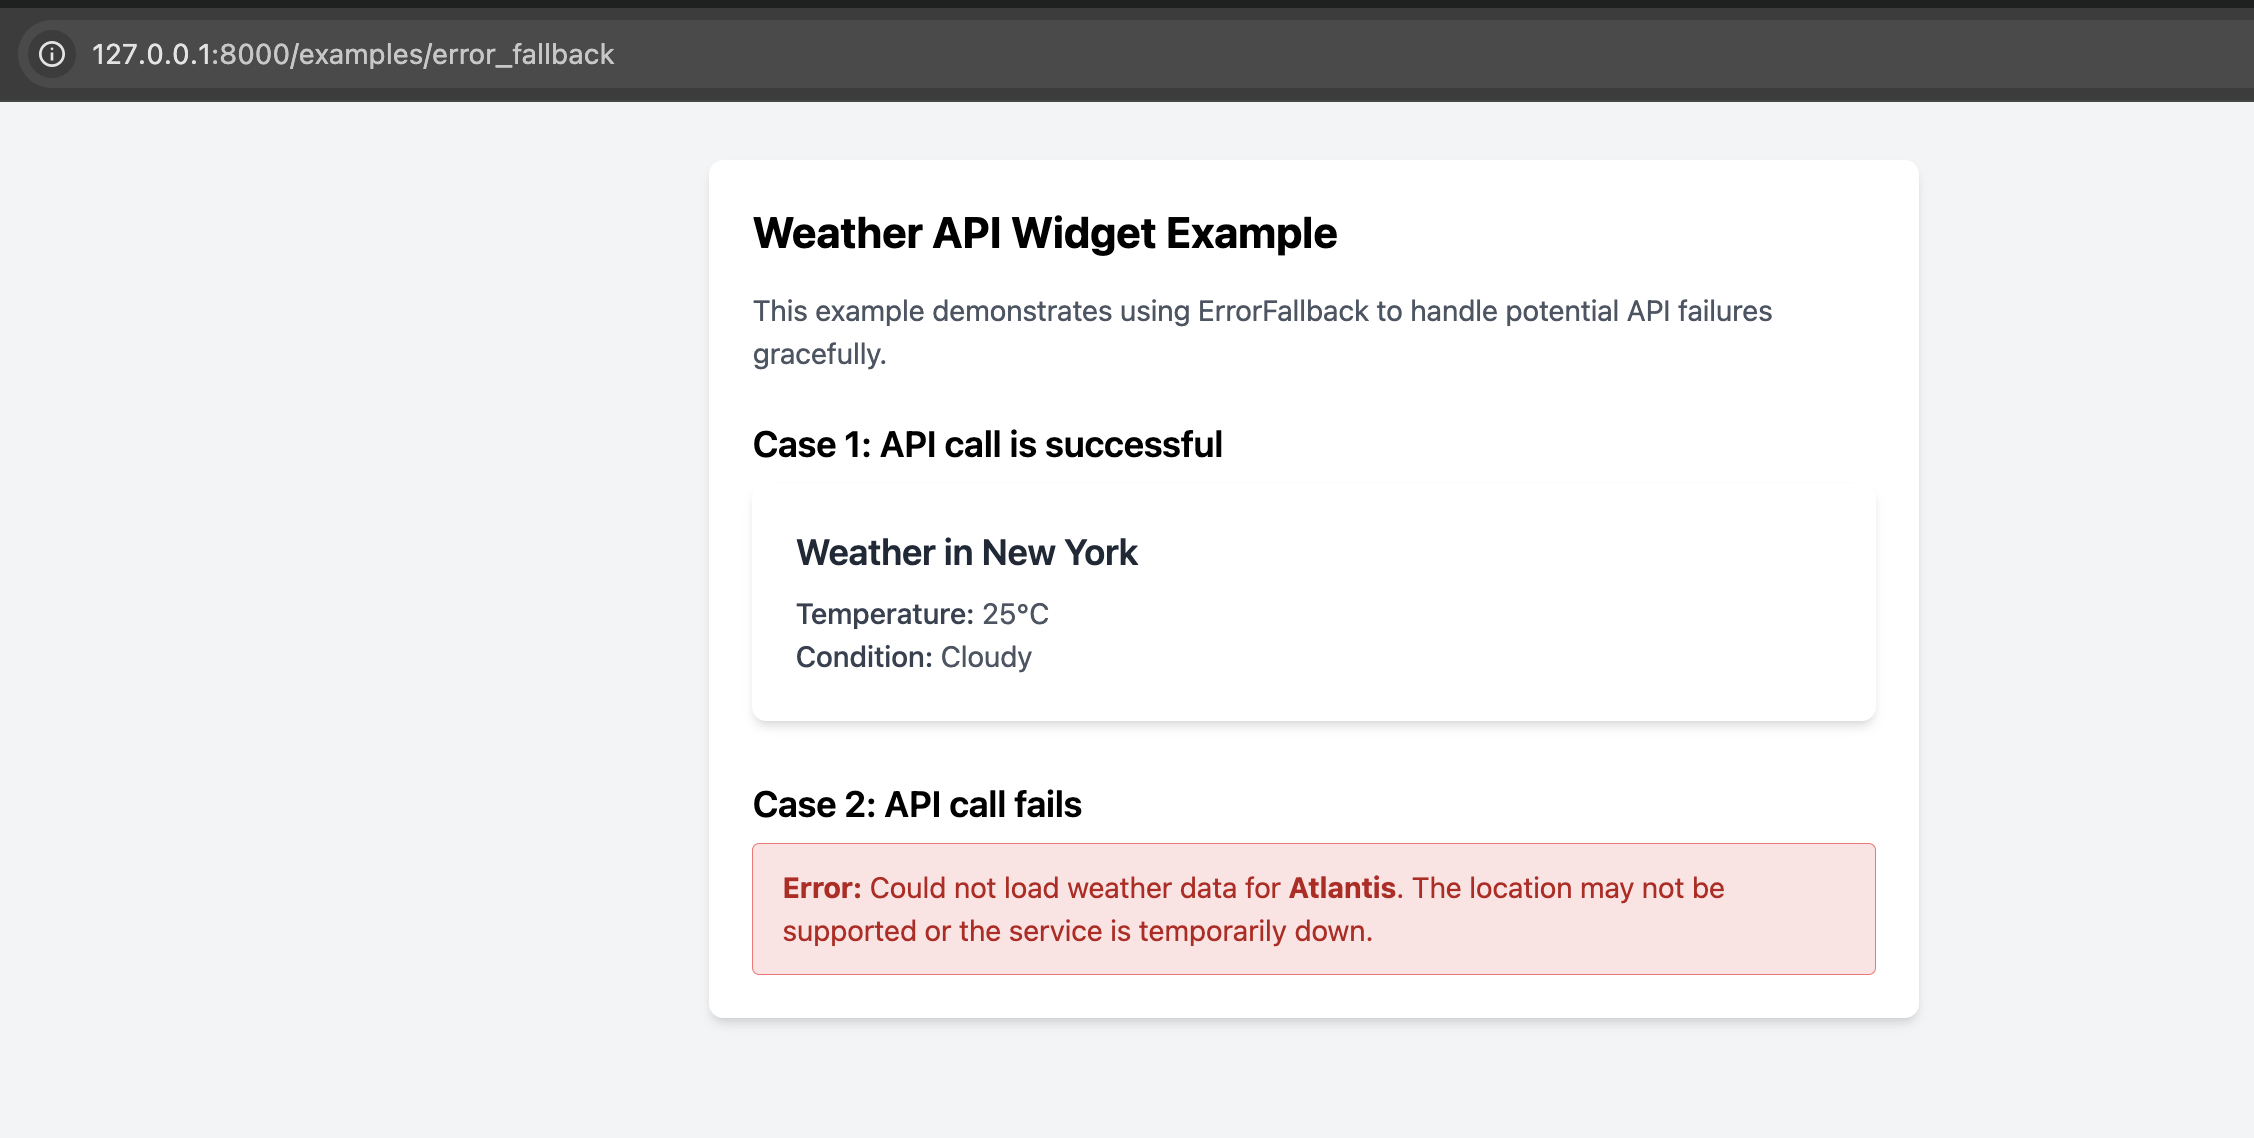 127.0.0.1:8000/examples/error_fallback
Weather API Widget Example
This example demonstrates using ErrorFallback to handle potential API failures
gracefully.
Case 1: API call is successful
Weather in New York
Temperature: 25°C
Condition: Cloudy
Case 2: API call fails
Error: Could not load weather data for Atlantis. The location may not be
supported or the service is temporarily down.